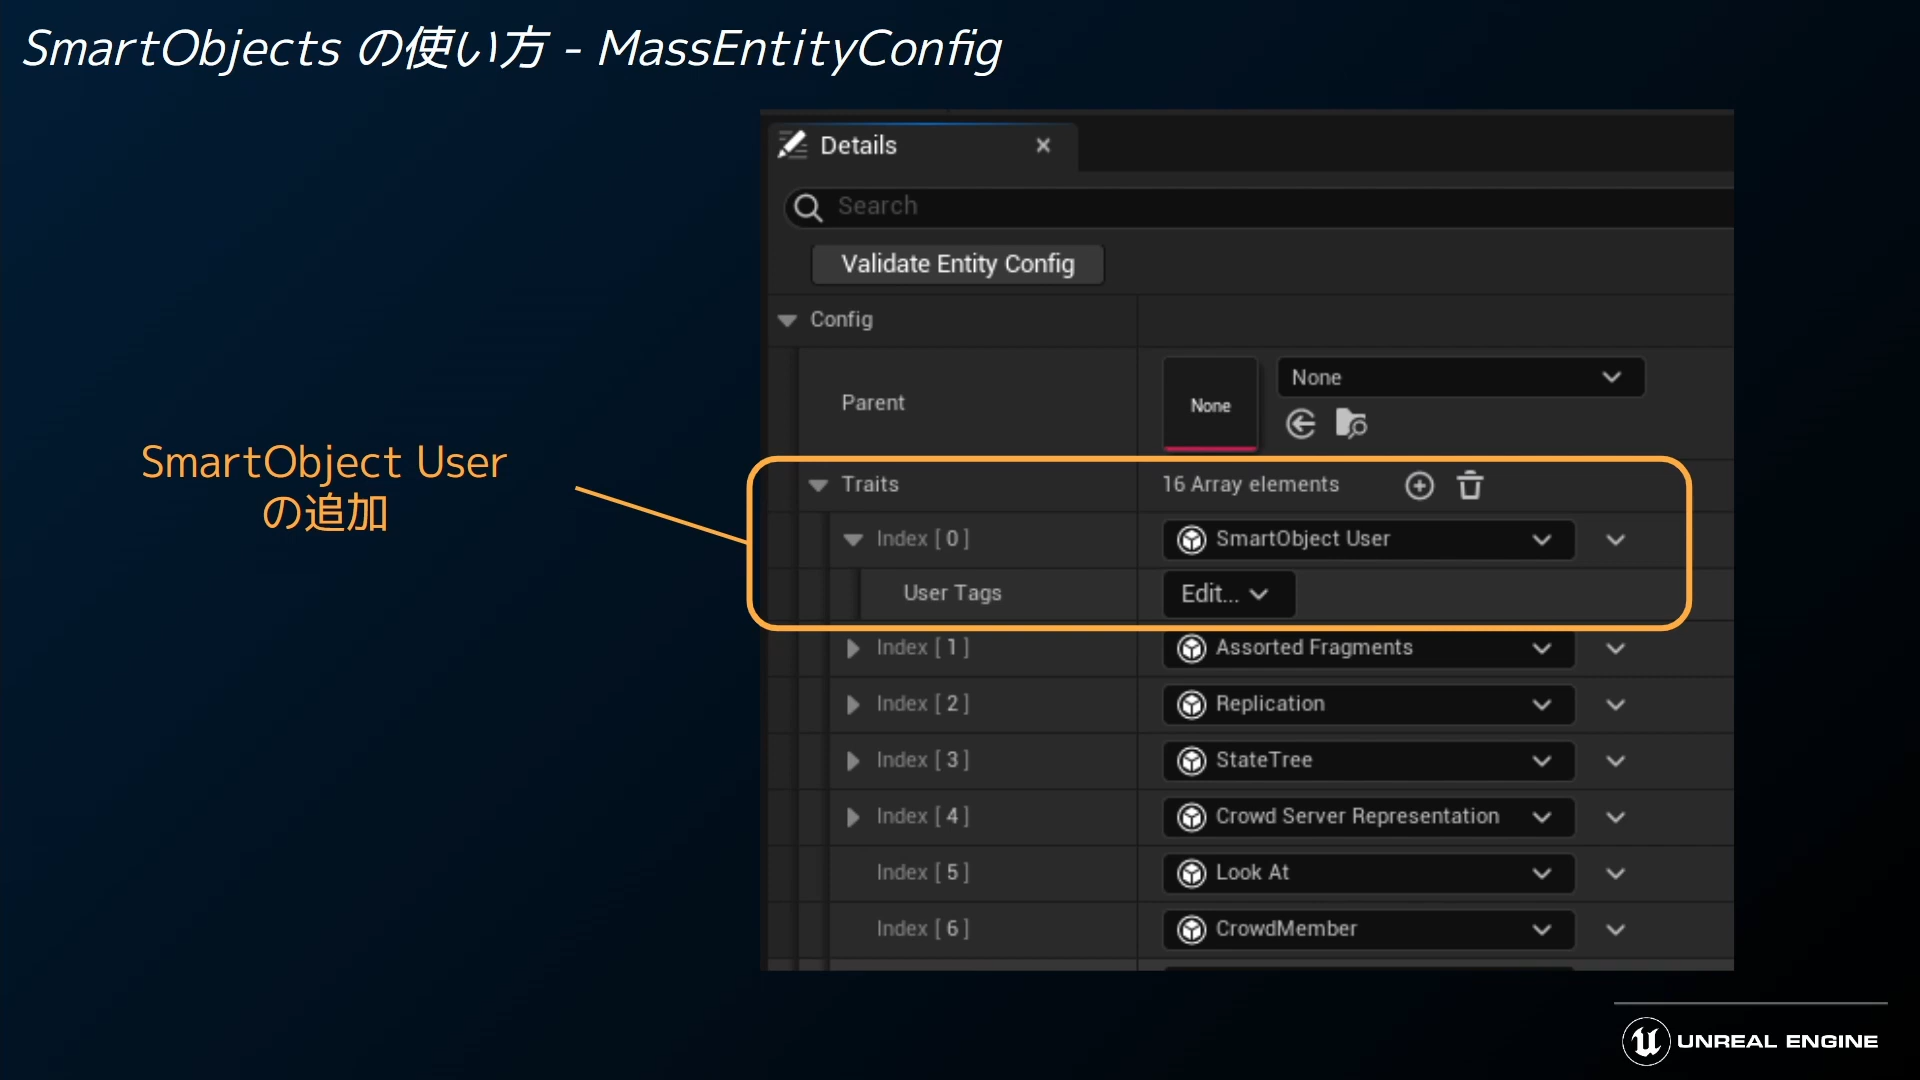 SmartObjects の使い方 - MassEntityConfig
Details
Search
Validate Entity Config
Config
Parent
None
None
SmartObject User
の追加
Traits
16 Array elements
Index [ 0 ]
SmartObject User
User Tags
Edit...
Index [ 1 ]
Assorted Fragments
Index [ 2 ]
Replication
Index [ 3 ]
StateTree
Index [ 4 ]
Crowd Server Representation
Index [ 5 ]
Look At
Index [ 6 ]
CrowdMember
UNREAL ENGINE